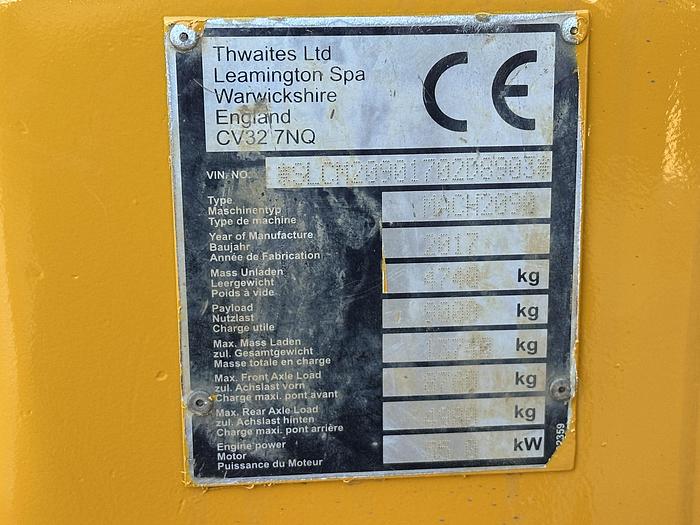 Thwaites Ltd
Leamington Spa
Warwickshire
England
CV32 7NQ
CE
VIN. NO.
Type
Maschinentyp
Type de machine
MACH2090
Year of Manufacture
Baujahr
Année de Fabrication
2017
Mass Unladen
Leergewicht
Poids à vide
4740 kg
Payload
Nutzlast
Charge utile
9000 kg
Max. Mass Laden
zul. Gesamtgewicht
Masse totale en charge
kg
Max. Front Axle Load
zul. Achslast vorn
Charge maxi. pont avant
kg
Max. Rear Axle Load
zul. Achslast hinten
Charge maxi. pont arrière
kg
Engine power
Motor
Puissance du Moteur
kW
2359